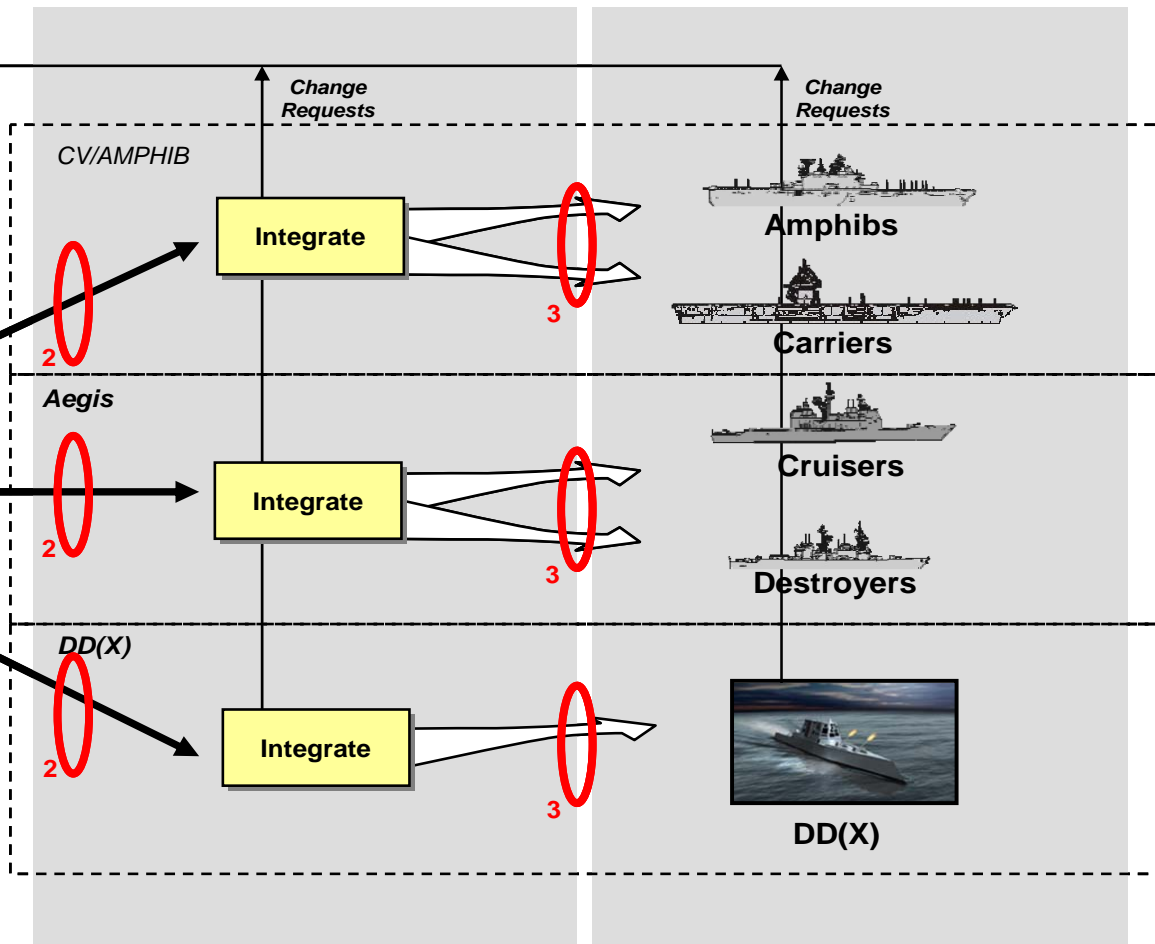 Change
Requests
Change
Requests
CV/AMPHIB
Integrate
Amphibs
3
2
Carriers
Aegis
Cruisers
Integrate
2
3
Destroyers
DD(X)
Integrate
2
3
DD(X)